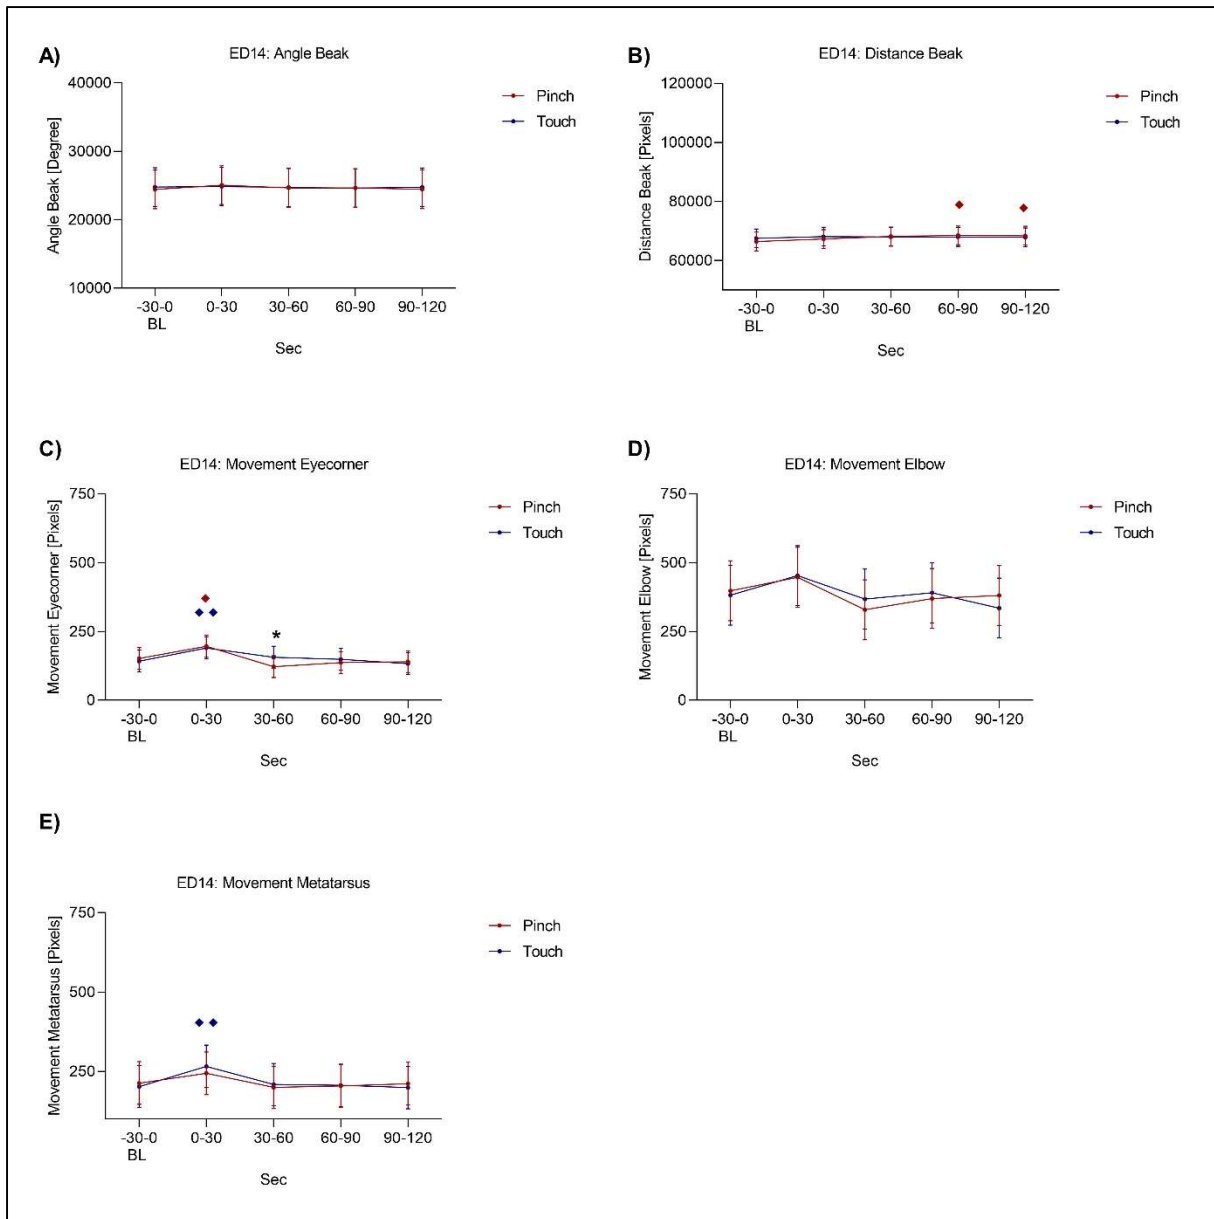 A)
ED14: Angle Beak
40000
30000
20000
10000
Angle Beak [Degree]
-30-0 0-30 30-60 60-90 90-120
BL
Sec
Pinch
Touch
B)
ED14: Distance Beak
120000
100000
80000
60000
Distance Beak [Pixels]
-30-0 0-30 30-60 60-90 90-120
BL
Sec
Pinch
Touch
C)
ED14: Movement Eyecorner
750
500
250
0
Movement Eyecorner [Pixels]
*
-30-0 0-30 30-60 60-90 90-120
BL
Sec
Pinch
Touch
D)
ED14: Movement Elbow
750
500
250
0
Movement Elbow [Pixels]
-30-0 0-30 30-60 60-90 90-120
BL
Sec
Pinch
Touch
E)
ED14: Movement Metatarsus
750
500
250
Movement Metatarsus [Pixels]
-30-0 0-30 30-60 60-90 90-120
BL
Sec
Pinch
Touch